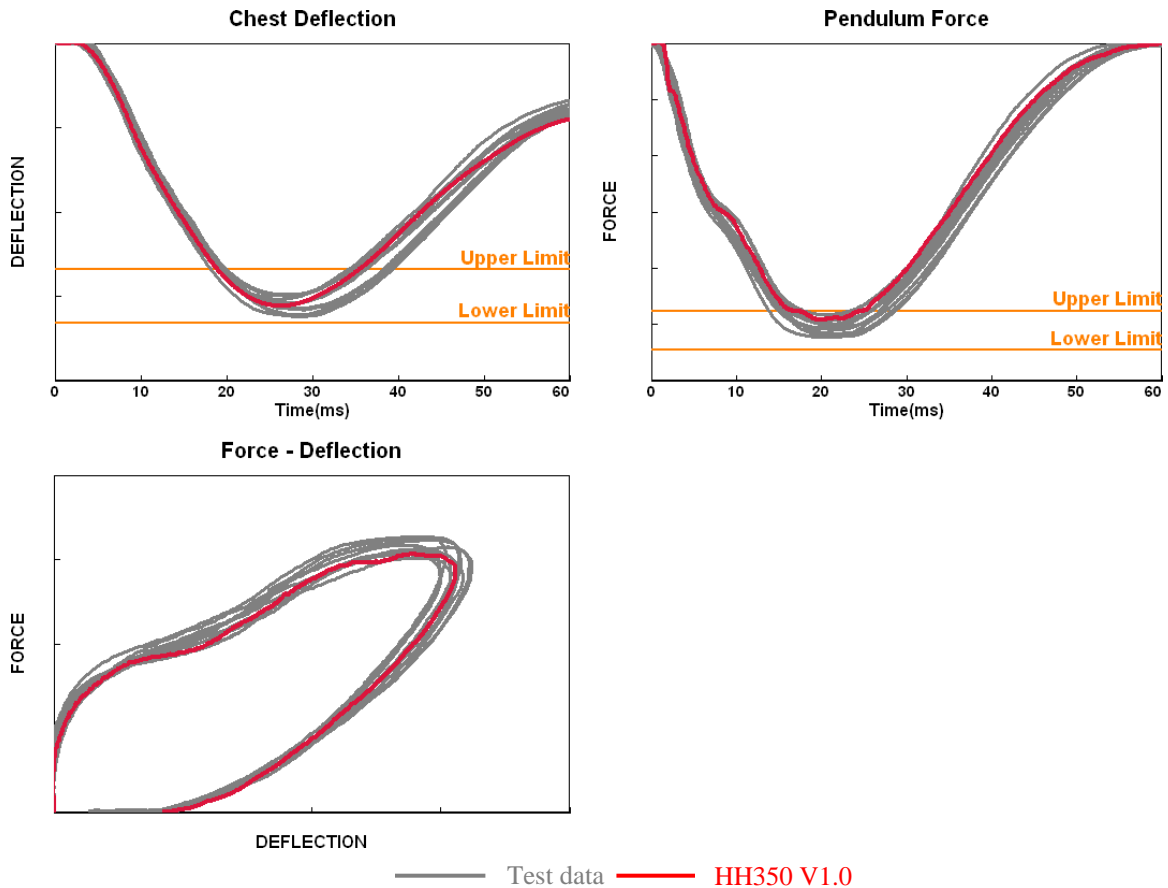 Chest Deflection
DEFLECTION
Upper Limit
Lower Limit
0 10 20 30 40 50 60
Time(ms)
Pendulum Force
FORCE
Upper Limit
Lower Limit
0 10 20 30 40 50 60
Time(ms)
Force - Deflection
FORCE
DEFLECTION
Test data HH350 V1.0